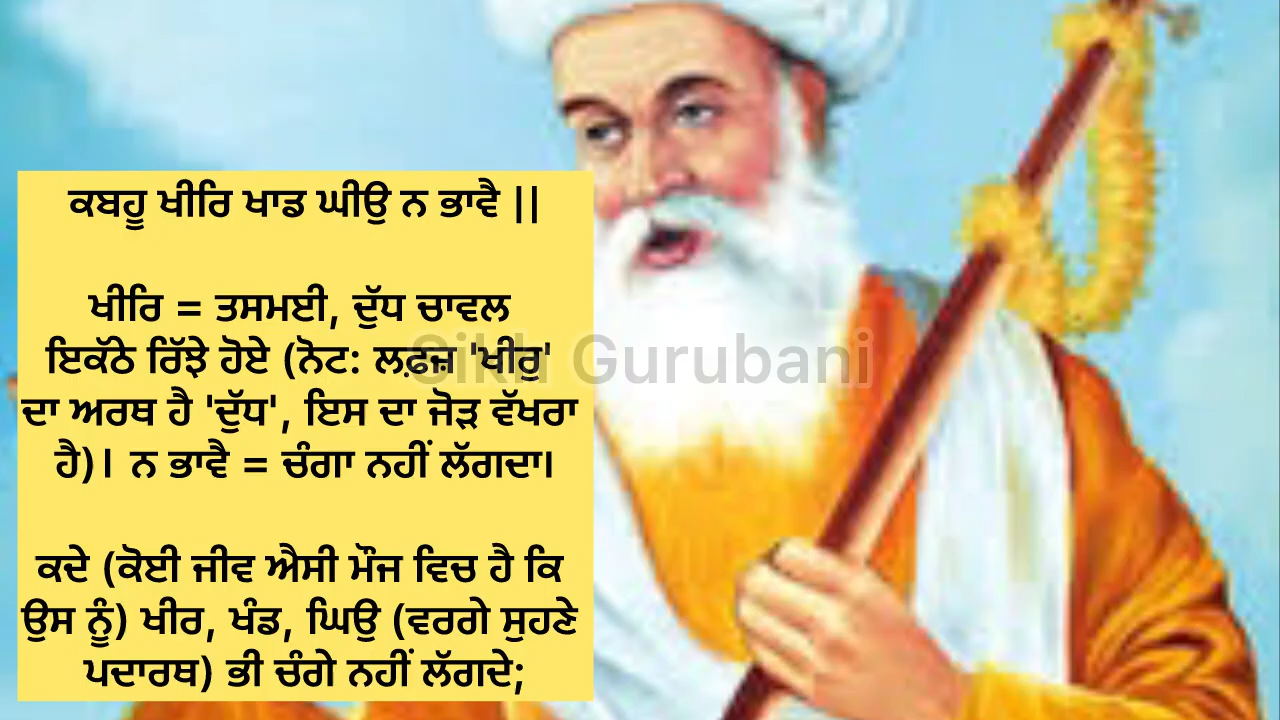 ਕਬਹੂ ਖੀਰਿ ਖਾਡ ਘੀਉ ਨ ਭਾਵੈ ||
ਖੀਰਿ = ਤਸਮਈ, ਦੁੱਧ ਚਾਵਲ
ਇਕੱਠੇ ਰਿੱਝੇ ਹੋਏ (ਨੋਟ: ਲਫ਼ਜ਼ 'ਖੀਰੁ'
ਦਾ ਅਰਥ ਹੈ 'ਦੁੱਧ', ਇਸ ਦਾ ਜੋੜ ਵੱਖਰਾ
ਹੈ)। ਨ ਭਾਵੈ = ਚੰਗਾ ਨਹੀਂ ਲੱਗਦਾ।
ਕਦੇ (ਕੋਈ ਜੀਵ ਐਸੀ ਮੌਜ ਵਿਚ ਹੈ ਕਿ
ਉਸ ਨੂੰ) ਖੀਰ, ਖੰਡ, ਘਿਉ (ਵਰਗੇ ਸੁਹਣੇ
ਪਦਾਰਥ) ਭੀ ਚੰਗੇ ਨਹੀਂ ਲੱਗਦੇ;
Sikh Gurubani